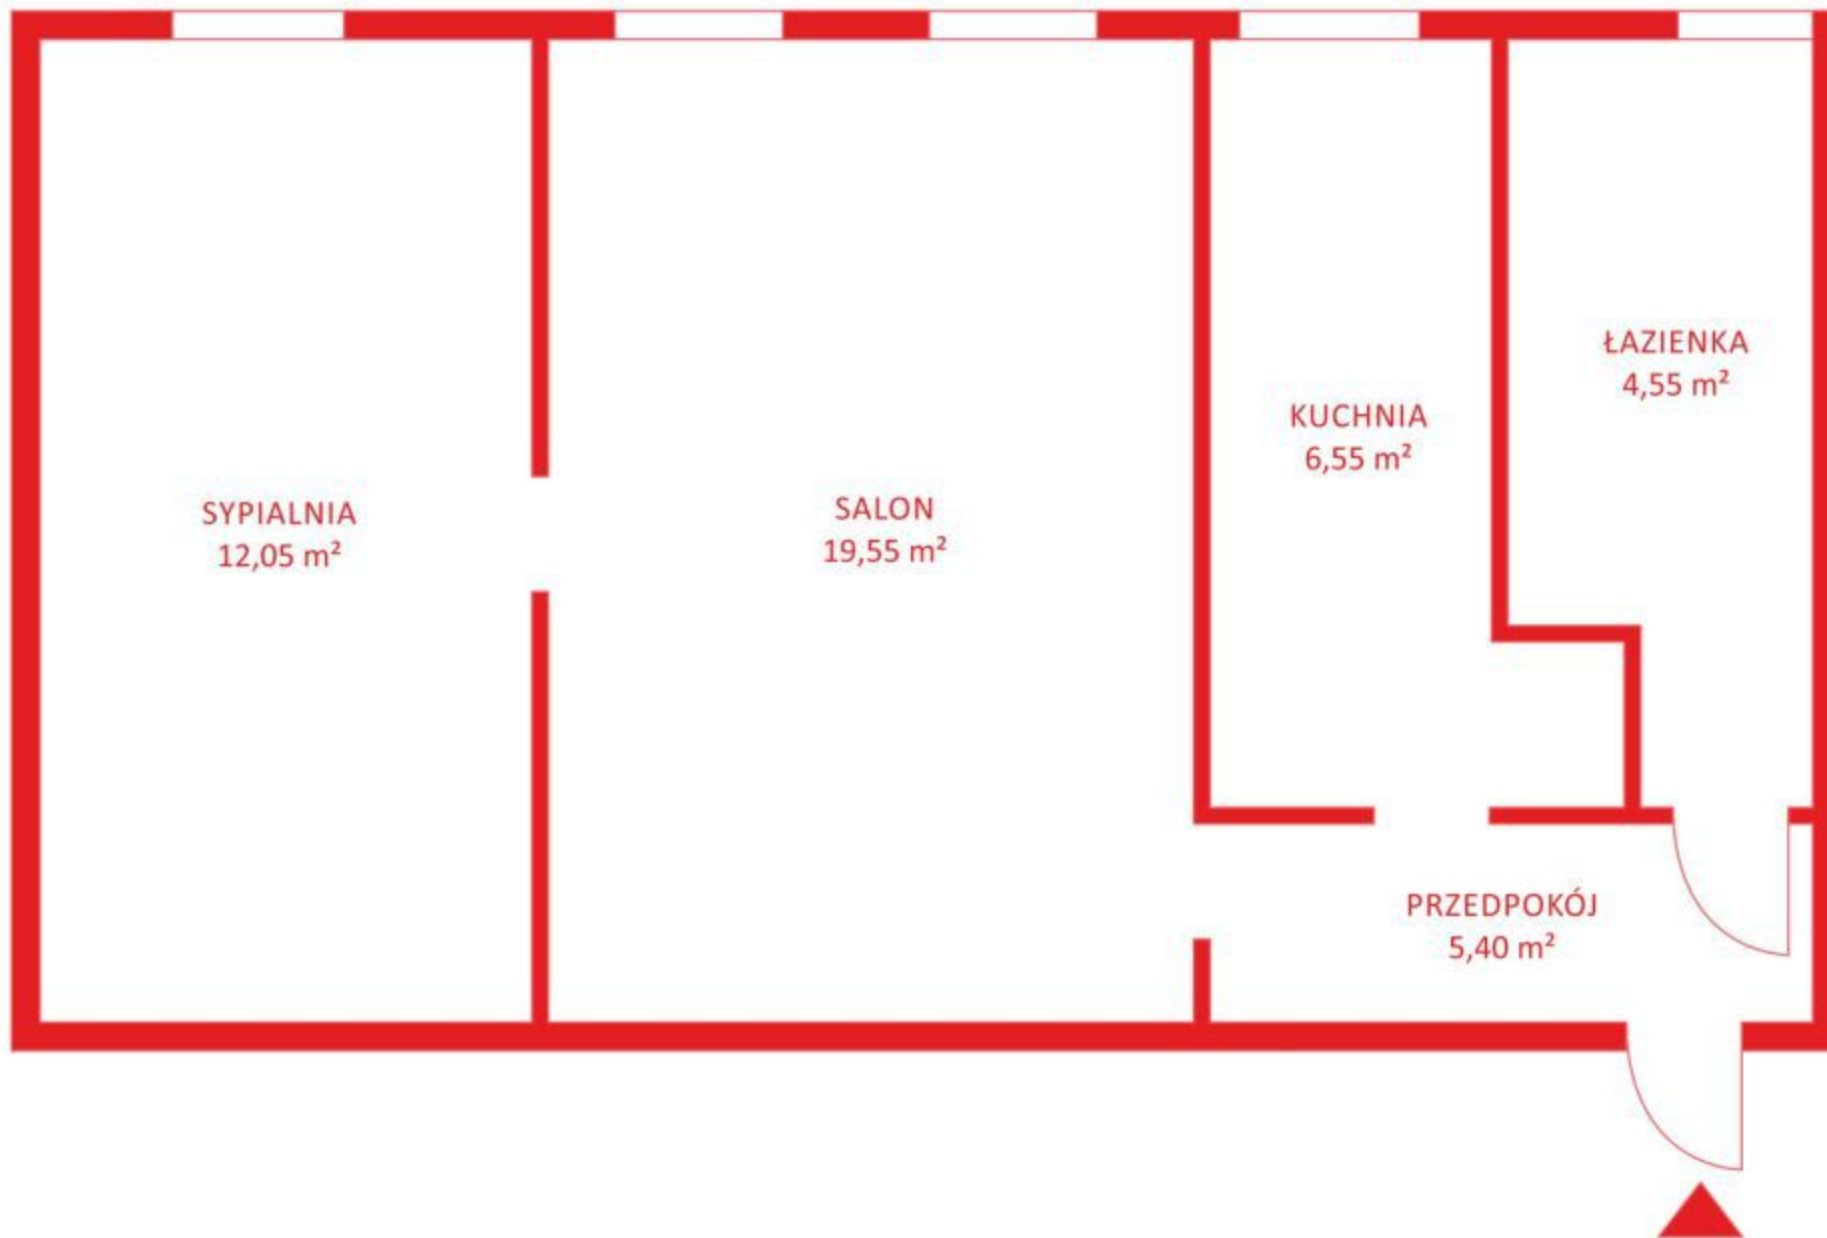 SYPIALNIA
12,05 m²
SALON
19,55 m²
KUCHNIA
6,55 m²
ŁAZIENKA
4,55 m²
PRZEDPOKÓJ
5,40 m²